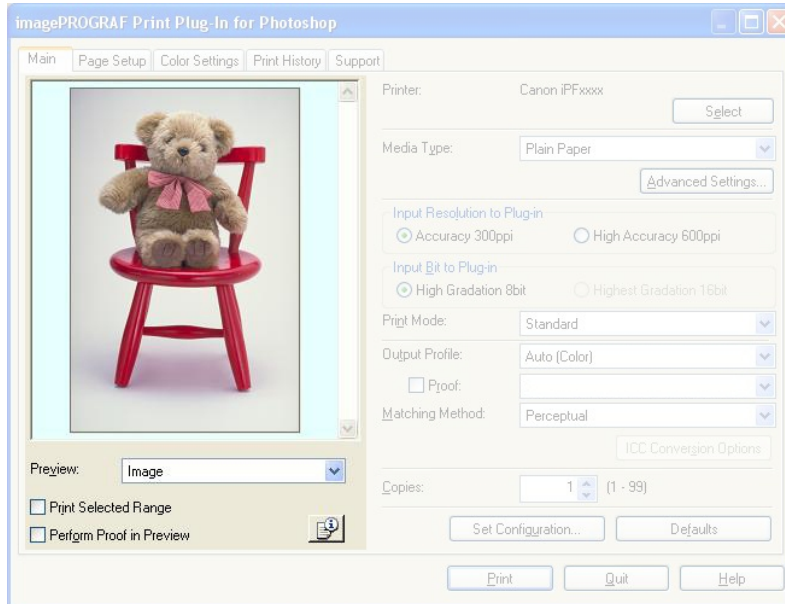 imagePROGRAF Print Plug-In for Photoshop
Main Page Setup Color Settings Print History Support
Printer: Canon iPFxxxx
Select
Media Type: Plain Paper
Advanced Settings...
Input Resolution to Plug-in
Accuracy 300ppi High Accuracy 600ppi
Input Bit to Plug-in
High Gradation 8bit Highest Gradation 16bit
Print Mode: Standard
Output Profile: Auto (Color)
Proof:
Matching Method: Perceptual
ICC Conversion Options
Copies: 1 (1 - 99)
Set Configuration... Defaults
Preview: Image
Print Selected Range
Perform Proof in Preview
Print Quit Help